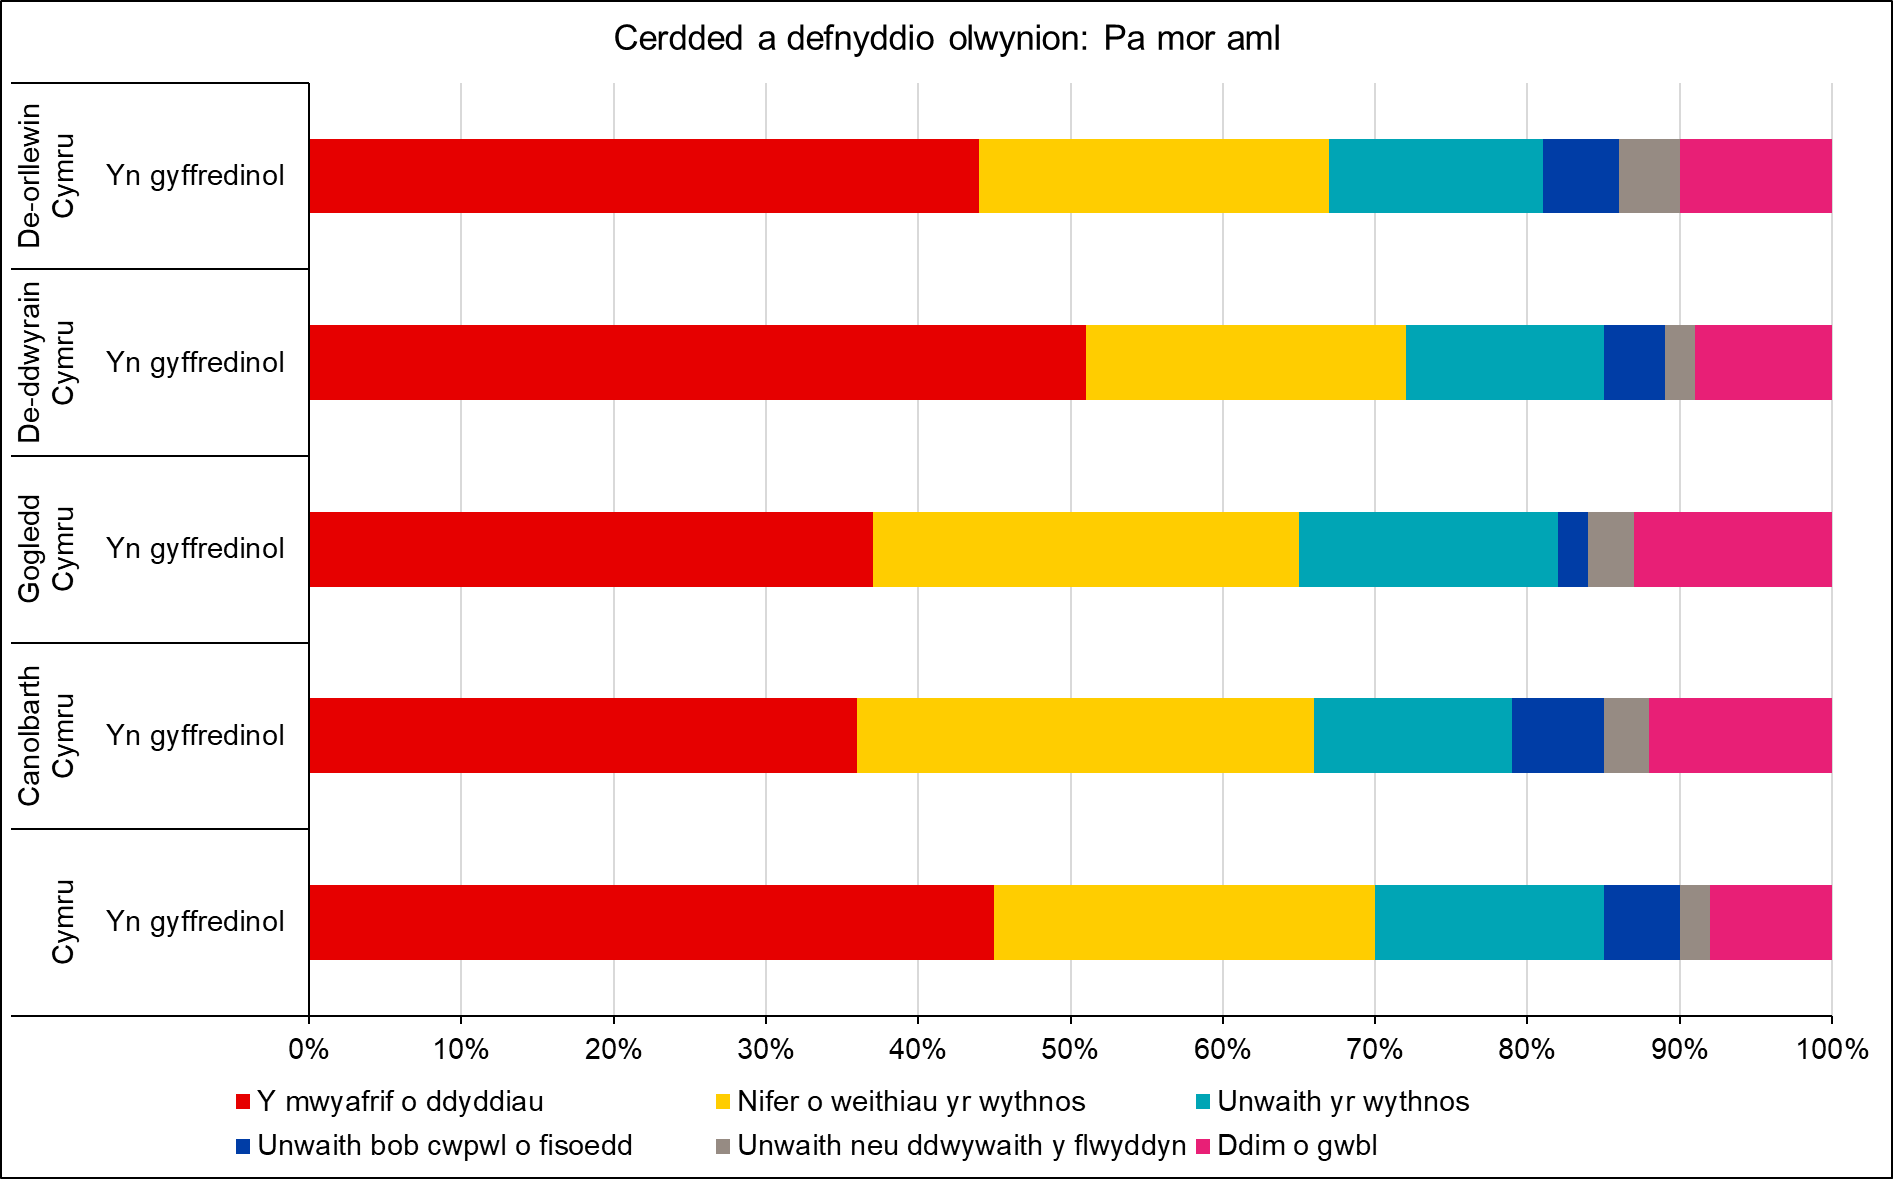 Cerdded a defnyddio olwynion: Pa mor aml
De-orllewin
Cymru
Yn gyffredinol
De-ddwyrain
Cymru
Yn gyffredinol
Gogledd
Cymru
Yn gyffredinol
Canolbarth
Cymru
Yn gyffredinol
Cymru
Yn gyffredinol
0% 10% 20% 30% 40% 50% 60% 70% 80% 90% 100%
Y mwyafrif o ddyddiau Nifer o weithiau yr wythnos Unwaith yr wythnos
Unwaith bob cwpwl o fisoedd Unwaith neu ddwywaith y flwyddyn Ddim o gwbl